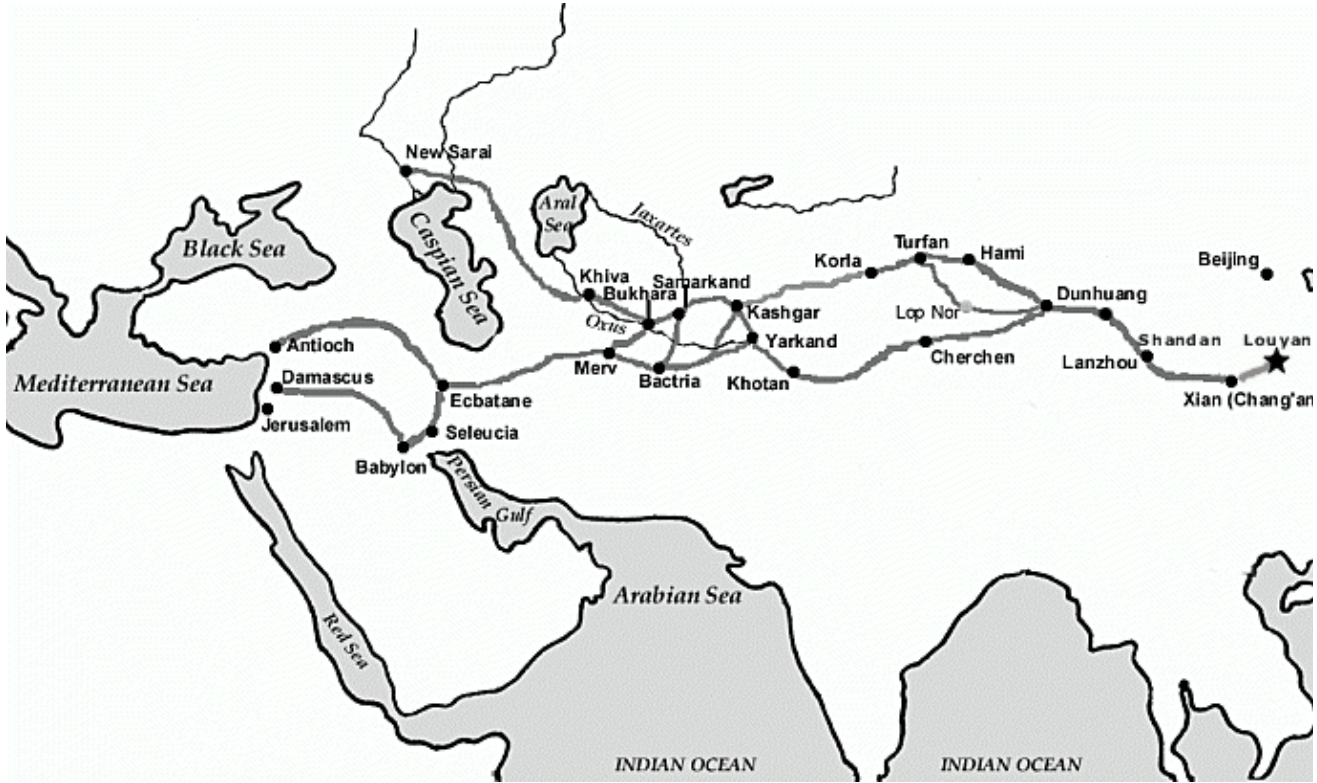 New Sarai
Aral
Sea
Jaxartes
Black Sea
Caspian Sea
Turfan
Hami
Korla
Beijing
Khiva
Samarkand
Bukhara
Kashgar
Lop Nor
Dunhuang
Oxus
Yarkand
Antioch
Merv
Bactria
Khotan
Cherchen
Lanzhou
Shandan
Louyan
Mediterranean Sea
Damascus
Ecbatane
Xian (Chang'an
Jerusalem
Seleucia
Babylon
Persian
Gulf
Red Sea
Arabian Sea
INDIAN OCEAN
INDIAN OCEAN